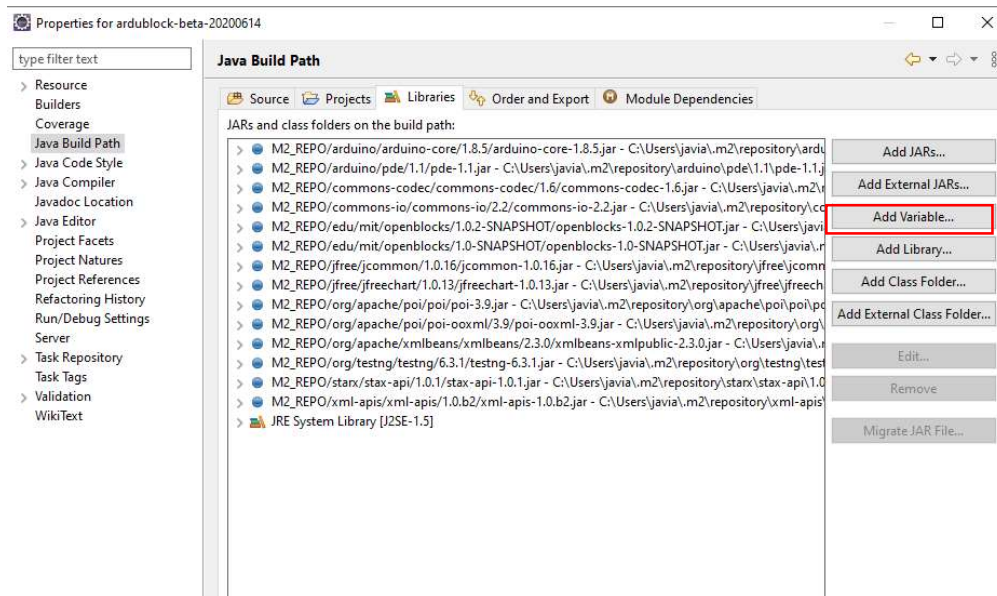 Properties for ardublock-beta-20200614
type filter text
Resource
Builders
Coverage
Java Build Path
Java Code Style
Java Compiler
Javadoc Location
Java Editor
Project Facets
Project Natures
Project References
Refactoring History
Run/Debug Settings
Server
Task Repository
Task Tags
Validation
WikiText
Java Build Path
Source Projects Libraries Order and Export Module Dependencies
JARs and class folders on the build path:
M2_REPO/arduino/arduino-core/1.8.5/arduino-core-1.8.5.jar - C:\Users\javia\.m2\repository\ardu
M2_REPO/arduino/pde/1.1/pde-1.1.jar - C:\Users\javia\.m2\repository\arduino\pde\1.1\pde-1.1.j
M2_REPO/commons-codec/commons-codec/1.6/commons-codec-1.6.jar - C:\Users\javia\.m2\r
M2_REPO/commons-io/commons-io/2.2/commons-io-2.2.jar - C:\Users\javia\.m2\repository\co
M2_REPO/edu/mit/openblocks/1.0.2-SNAPSHOT/openblocks-1.0.2-SNAPSHOT.jar - C:\Users\javi
M2_REPO/edu/mit/openblocks/1.0-SNAPSHOT/openblocks-1.0-SNAPSHOT.jar - C:\Users\javia\.r
M2_REPO/jfree/jcommon/1.0.16/jcommon-1.0.16.jar - C:\Users\javia\.m2\repository\jfree\jcomn
M2_REPO/jfree/jfreechart/1.0.13/jfreechart-1.0.13.jar - C:\Users\javia\.m2\repository\jfree\jfreech
M2_REPO/org/apache/poi/poi/poi-3.9.jar - C:\Users\javia\.m2\repository\org\apache\poi\poi\po
M2_REPO/org/apache/poi/poi-ooxml/3.9/poi-ooxml-3.9.jar - C:\Users\javia\.m2\repository\org\
M2_REPO/org/apache/xmlbeans/xmlbeans/2.3.0/xmlbeans-xmlpublic-2.3.0.jar - C:\Users\javia\.r
M2_REPO/org/testng/testng/6.3.1/testng-6.3.1.jar - C:\Users\javia\.m2\repository\org\testng\test
M2_REPO/starx/stax-api/1.0.1/stax-api-1.0.1.jar - C:\Users\javia\.m2\repository\starx\stax-api\1.0
M2_REPO/xml-apis/xml-apis/1.0.b2/xml-apis-1.0.b2.jar - C:\Users\javia\.m2\repository\xml-apis\
JRE System Library [J2SE-1.5]
Add JARs...
Add External JARs...
Add Variable...
Add Library...
Add Class Folder...
Add External Class Folder...
Edit...
Remove
Migrate JAR File...